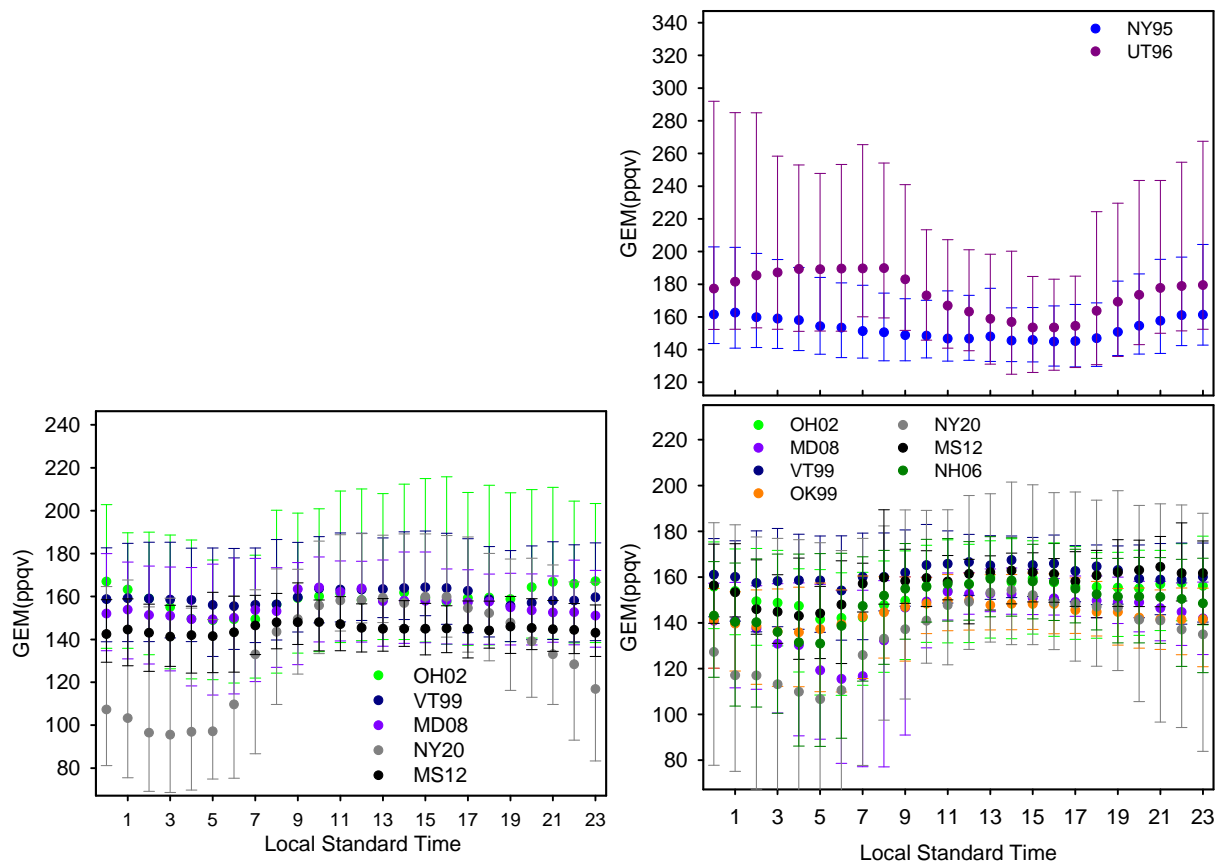 340
320
300
280
260
240
220
200
180
160
140
120
GEM(ppqv)
NY95
UT96
240
220
200
180
160
140
120
100
80
GEM(ppqv)
OH02
VT99
MD08
NY20
MS12
1 3 5 7 9 11 13 15 17 19 21 23
Local Standard Time
220
200
180
160
140
120
100
80
GEM(ppqv)
OH02 NY20
MD08 MS12
VT99 NH06
OK99
1 3 5 7 9 11 13 15 17 19 21 23
Local Standard Time